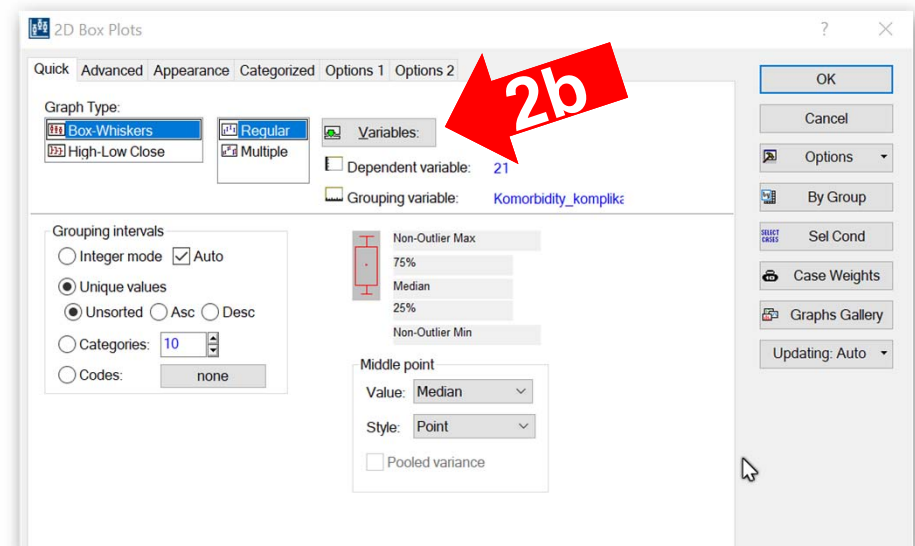 2D Box Plots
?
Quick Advanced Appearance Categorized Options 1 Options 2
2b
Graph Type:
Box-Whiskers
High-Low Close
Regular
Multiple
Variables:
Dependent variable: 21
Grouping variable: Komorbidity_komplika
Grouping intervals
Integer mode Auto
Unique values
Unsorted Asc Desc
Categories: 10
Codes: none
Non-Outlier Max
75%
Median
25%
Non-Outlier Min
Middle point
Value: Median
Style: Point
Pooled variance
OK
Cancel
Options
By Group
SELECT CASES Sel Cond
Case Weights
Graphs Gallery
Updating: Auto